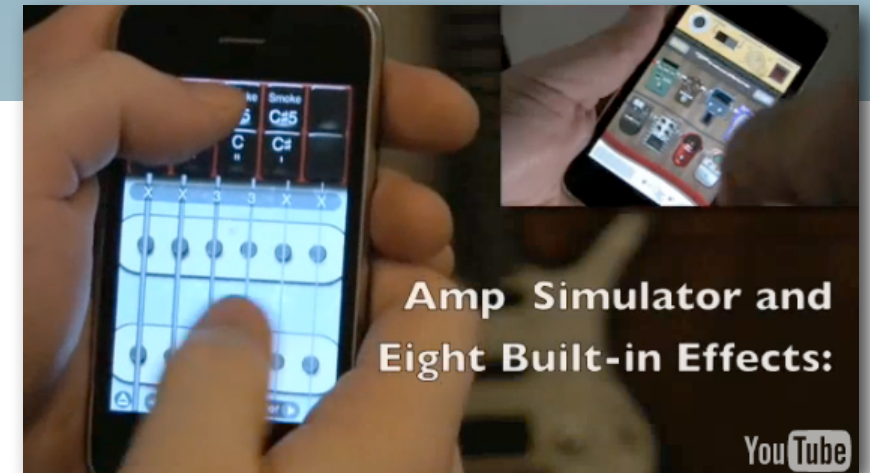 Smoke
C#5
C
C#
X X 3 3 X X
Amp Simulator and
Eight Built-in Effects:
YouTube